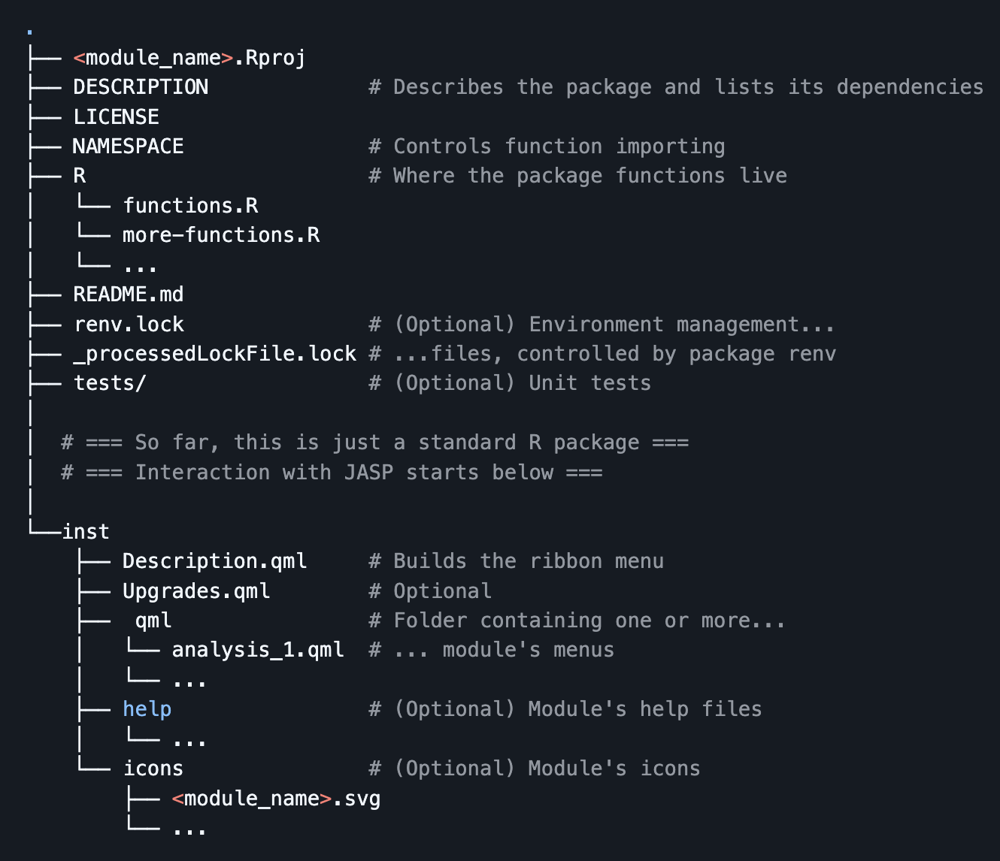 .
├── <module_name>.Rproj
├── DESCRIPTION             # Describes the package and lists its dependencies
├── LICENSE
├── NAMESPACE               # Controls function importing
├── R                       # Where the package functions live
│   └── functions.R
│   └── more-functions.R
│   └── ...
├── README.md
├── renv.lock               # (Optional) Environment management...
├── _processedLockFile.lock # ...files, controlled by package renv
├── tests/                  # (Optional) Unit tests
│
│  # === So far, this is just a standard R package ===
│  # === Interaction with JASP starts below ===
│
└──inst
    ├── Description.qml     # Builds the ribbon menu
    ├── Upgrades.qml        # Optional
    ├──  qml                # Folder containing one or more...
    │   └── analysis_1.qml  # ... module's menus
    │   └── ...
    ├── help                # (Optional) Module's help files
    │   └── ...
    └── icons               # (Optional) Module's icons
        ├── <module_name>.svg
        └── ...